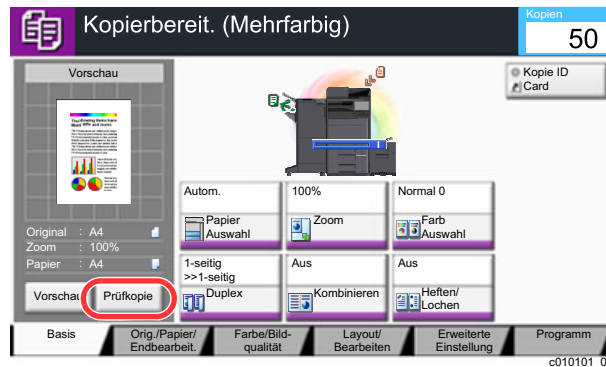 Kopierbereit. (Mehrfarbig)
Kopien
50
Vorschau
Kopie ID
Card
Original : A4
Zoom : 100%
Papier : A4
Vorschau
Prüfkopie
Autom.
Papier
Auswahl
100%
Zoom
Normal 0
Farb
Auswahl
1-seitig
>>1-seitig
Duplex
Aus
Kombinieren
Aus
Heften/
Lochen
Basis
Orig./Papier/
Endbearbeit.
Farbe/Bild-
qualität
Layout/
Bearbeiten
Erweiterte
Einstellung
Programm
c010101_0